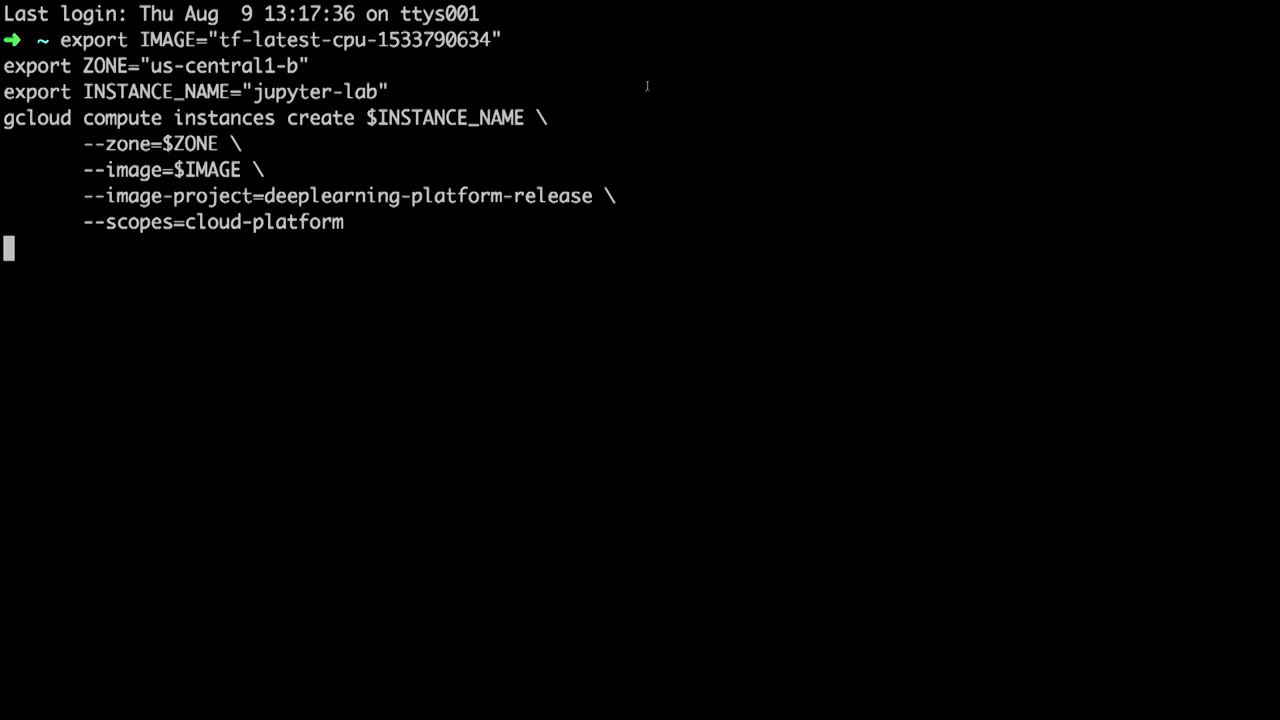 Last login: Thu Aug  9 13:17:36 on ttys001
➜  ~ export IMAGE="tf-latest-cpu-1533790634"
export ZONE="us-central1-b"
export INSTANCE_NAME="jupyter-lab"
gcloud compute instances create $INSTANCE_NAME \
       --zone=$ZONE \
       --image=$IMAGE \
       --image-project=deeplearning-platform-release \
       --scopes=cloud-platform